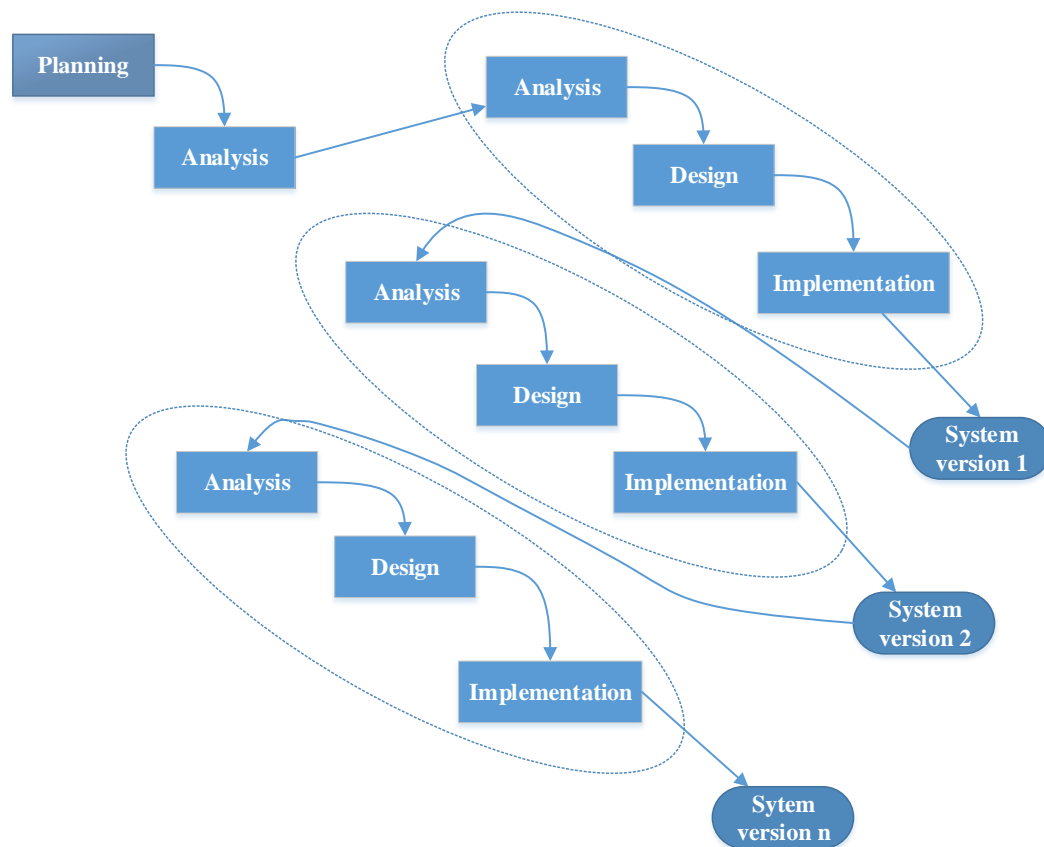 Planning
Analysis
Analysis
Design
Implementation
System
version 1
Analysis
Design
Implementation
System
version 2
Analysis
Design
Implementation
Sytem
version n